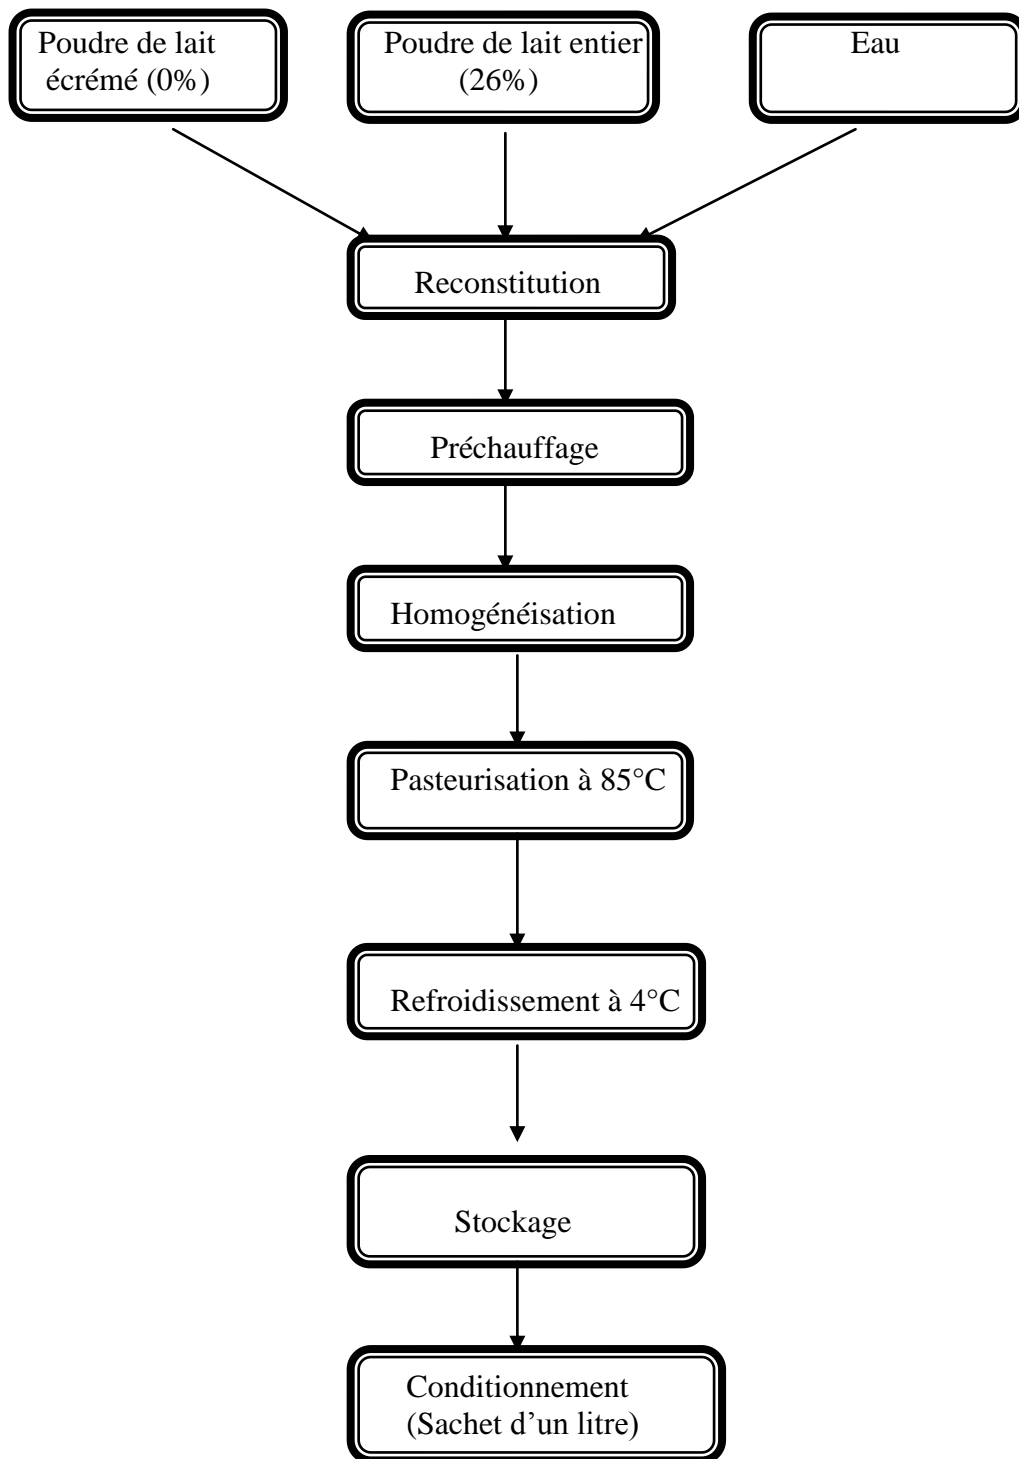 Poudre de lait
écrémé (0%)
Poudre de lait entier
(26%)
Eau
Reconstitution
Préchauffage
Homogénéisation
Pasteurisation à 85°C
Refroidissement à 4°C
Stockage
Conditionnement
(Sachet d'un litre)